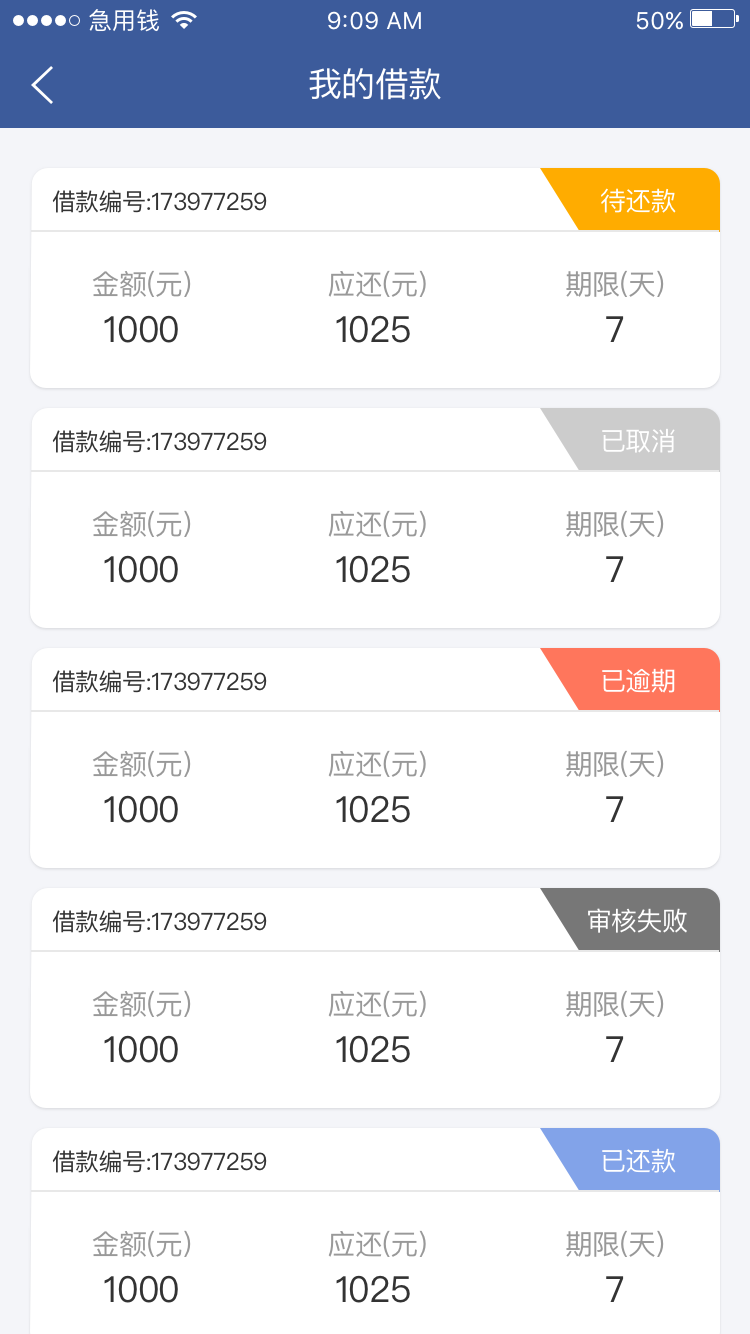 急用钱 9:09 AM 50%
我的借款
借款编号:173977259 待还款
金额(元) 应还(元) 期限(天)
1000 1025 7
借款编号:173977259 已取消
金额(元) 应还(元) 期限(天)
1000 1025 7
借款编号:173977259 已逾期
金额(元) 应还(元) 期限(天)
1000 1025 7
借款编号:173977259 审核失败
金额(元) 应还(元) 期限(天)
1000 1025 7
借款编号:173977259 已还款
金额(元) 应还(元) 期限(天)
1000 1025 7